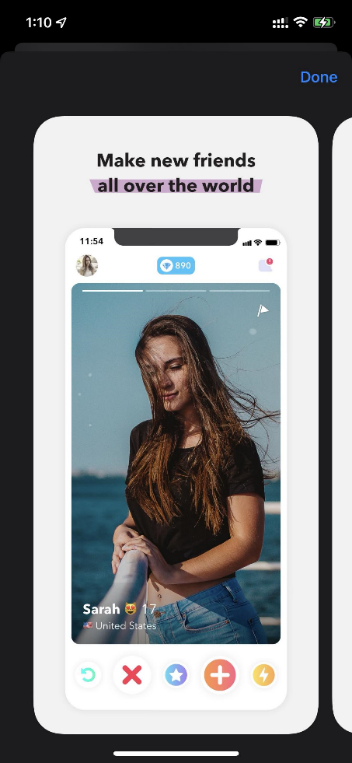 1:10
Done
Make new friends
all over the world
11:54
890
Sarah 😻 17
United States